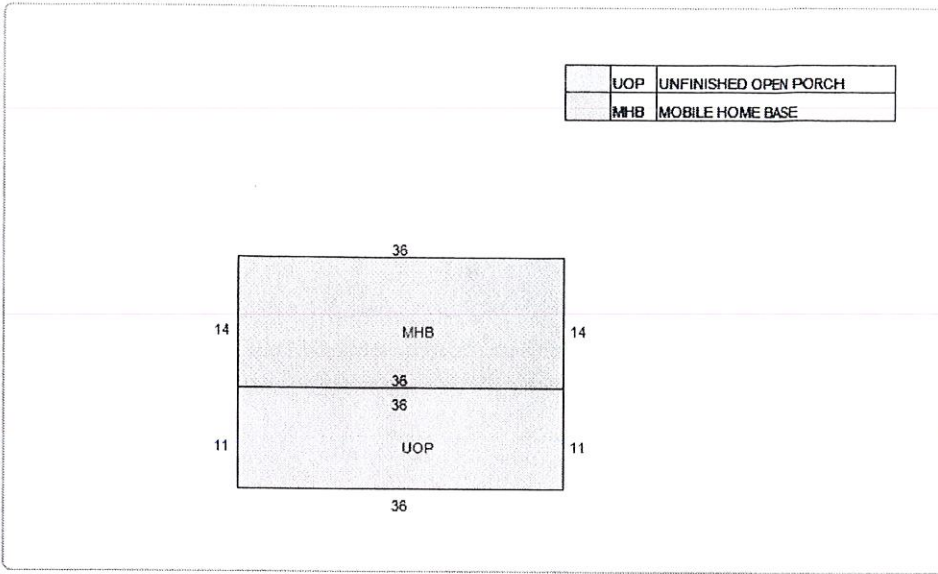 UOP UNFINISHED OPEN PORCH
MHB MOBILE HOME BASE
36
14 MHB 14
36
36
11 UOP 11
36